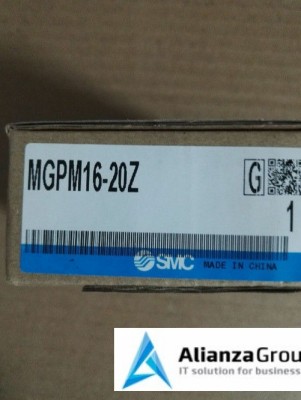 MGPM16-20Z
G
1
SMC MADE IN CHINA
AlianzaGrou
IT solution for business